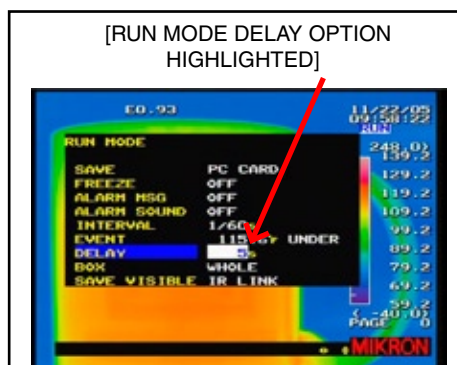 [RUN MODE DELAY OPTION
HIGHLIGHTED]
E0.93
11/22/05
09:58:22
RUN
RUN MODE
248.0)
139.2
SAVE PC CARD
129.2
FREEZE OFF
ALARM MSG OFF
119.2
ALARM SOUND OFF
109.2
INTERVAL 1/60s
99.2
EVENT 115 UNDER
DELAY
89.2
BOX WHOLE
79.2
SAVE VISIBLE IR LINK
69.2
59.2
( -40.0)
PAGE 0
MIKRON